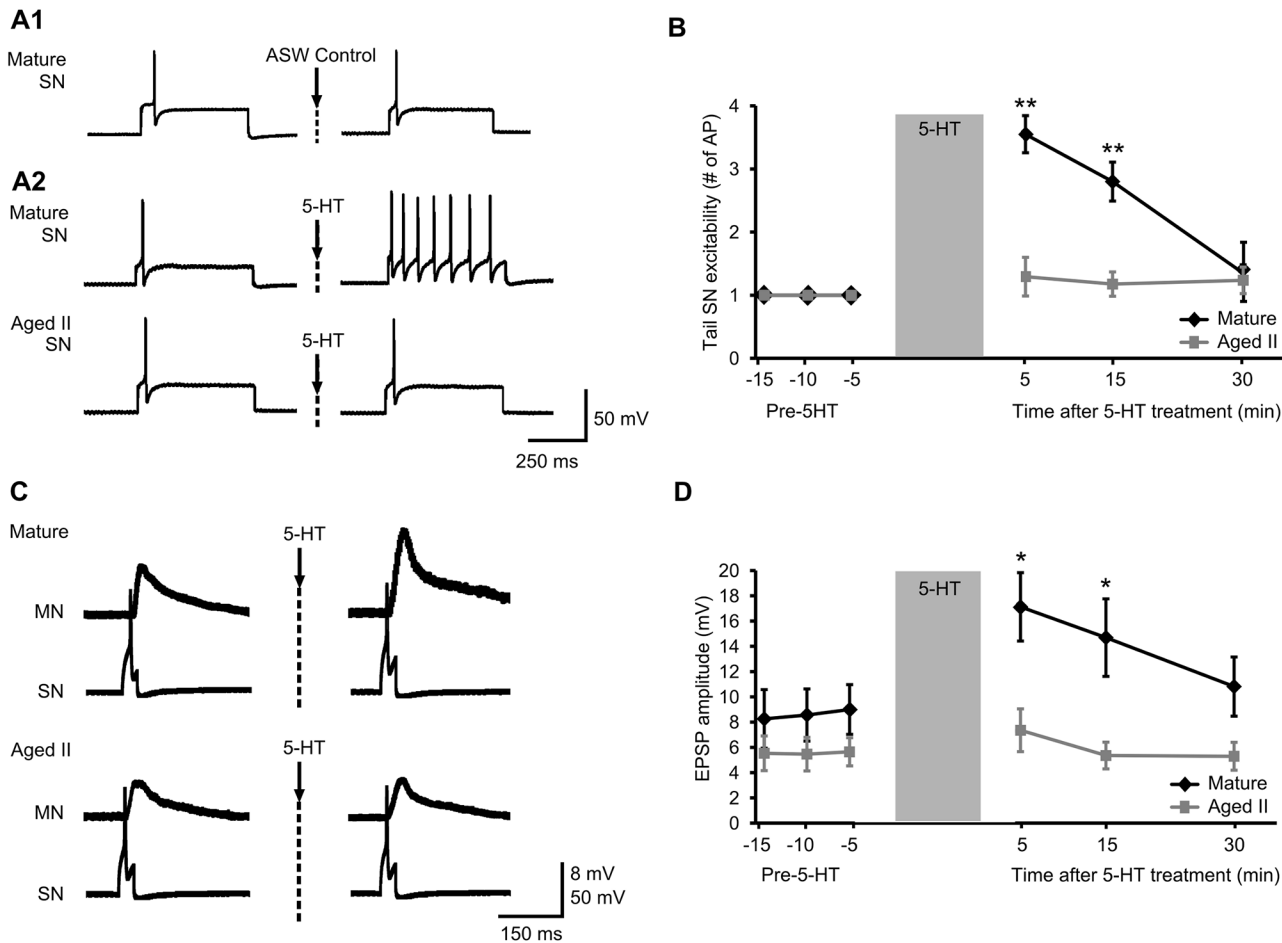 A1
Mature
SN
ASW Control
A2
Mature
SN
5-HT
Aged II
SN
5-HT
50 mV
250 ms
B
Tail SN excitability (# of AP)
4
3
2
1
0
5-HT
**
**
Mature
Aged II
-15 -10 -5 5 15 30
Pre-5HT
Time after 5-HT treatment (min)
C
Mature
5-HT
MN
SN
Aged II
5-HT
MN
SN
8 mV
50 mV
150 ms
D
EPSP amplitude (mV)
20
18
16
14
12
10
8
6
4
2
0
5-HT
*
*
Mature
Aged II
-15 -10 -5 5 15 30
Pre-5-HT
Time after 5-HT treatment (min)